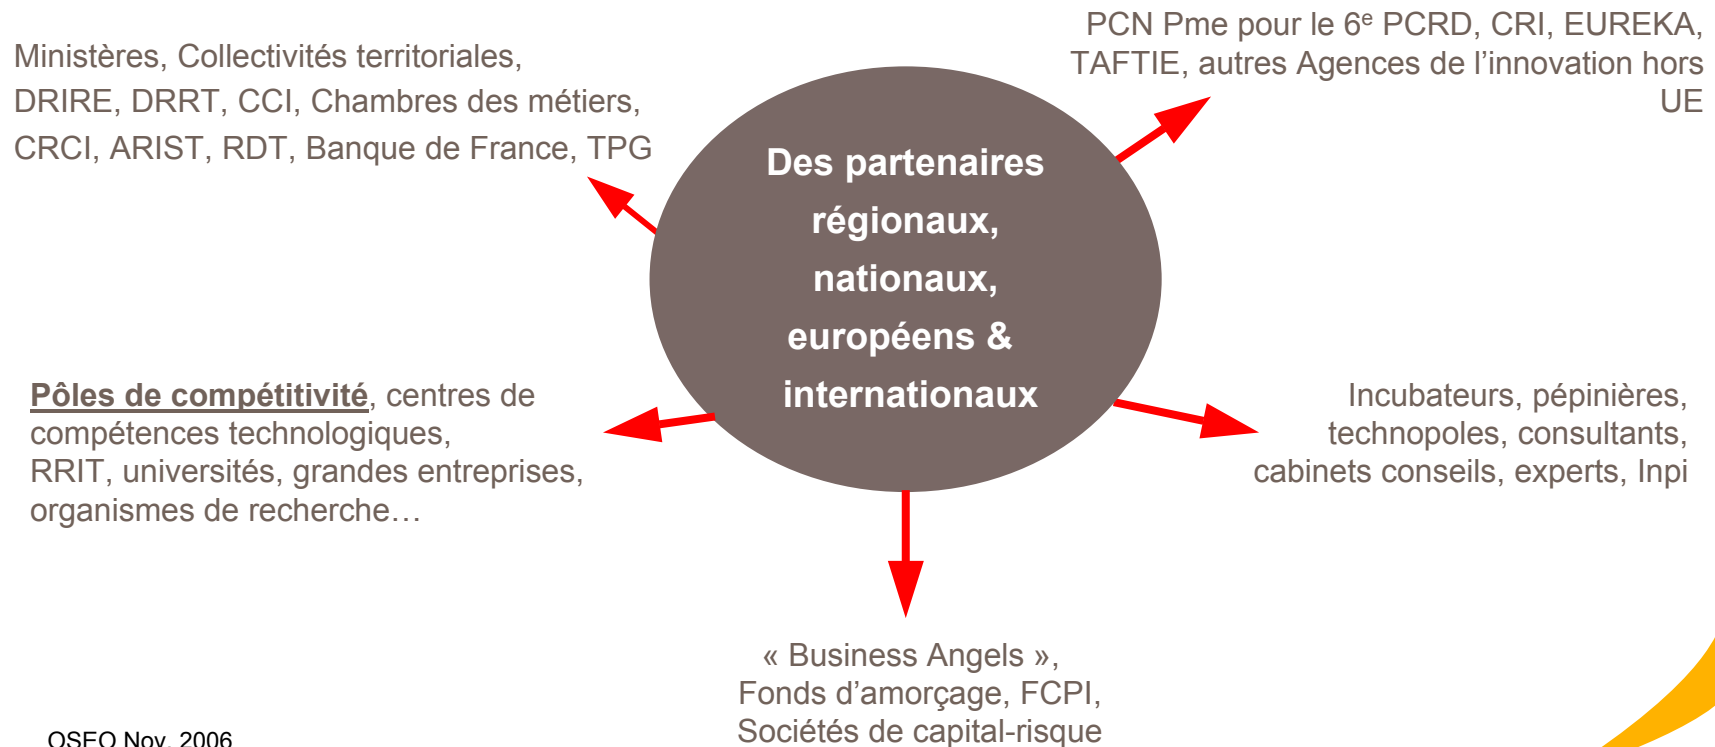 Ministères, Collectivités territoriales,
DRIRE, DRRT, CCI, Chambres des métiers,
CRCI, ARIST, RDT, Banque de France, TPG
PCN Pme pour le 6e PCRD, CRI, EUREKA,
TAFTIE, autres Agences de l’innovation hors
UE
Des partenaires
régionaux,
nationaux,
européens &
internationaux
Pôles de compétitivité, centres de
compétences technologiques,
RRIT, universités, grandes entreprises,
organismes de recherche…
Incubateurs, pépinières,
technopoles, consultants,
cabinets conseils, experts, Inpi
« Business Angels »,
Fonds d’amorçage, FCPI,
Sociétés de capital-risque
OSEO Nov. 2006